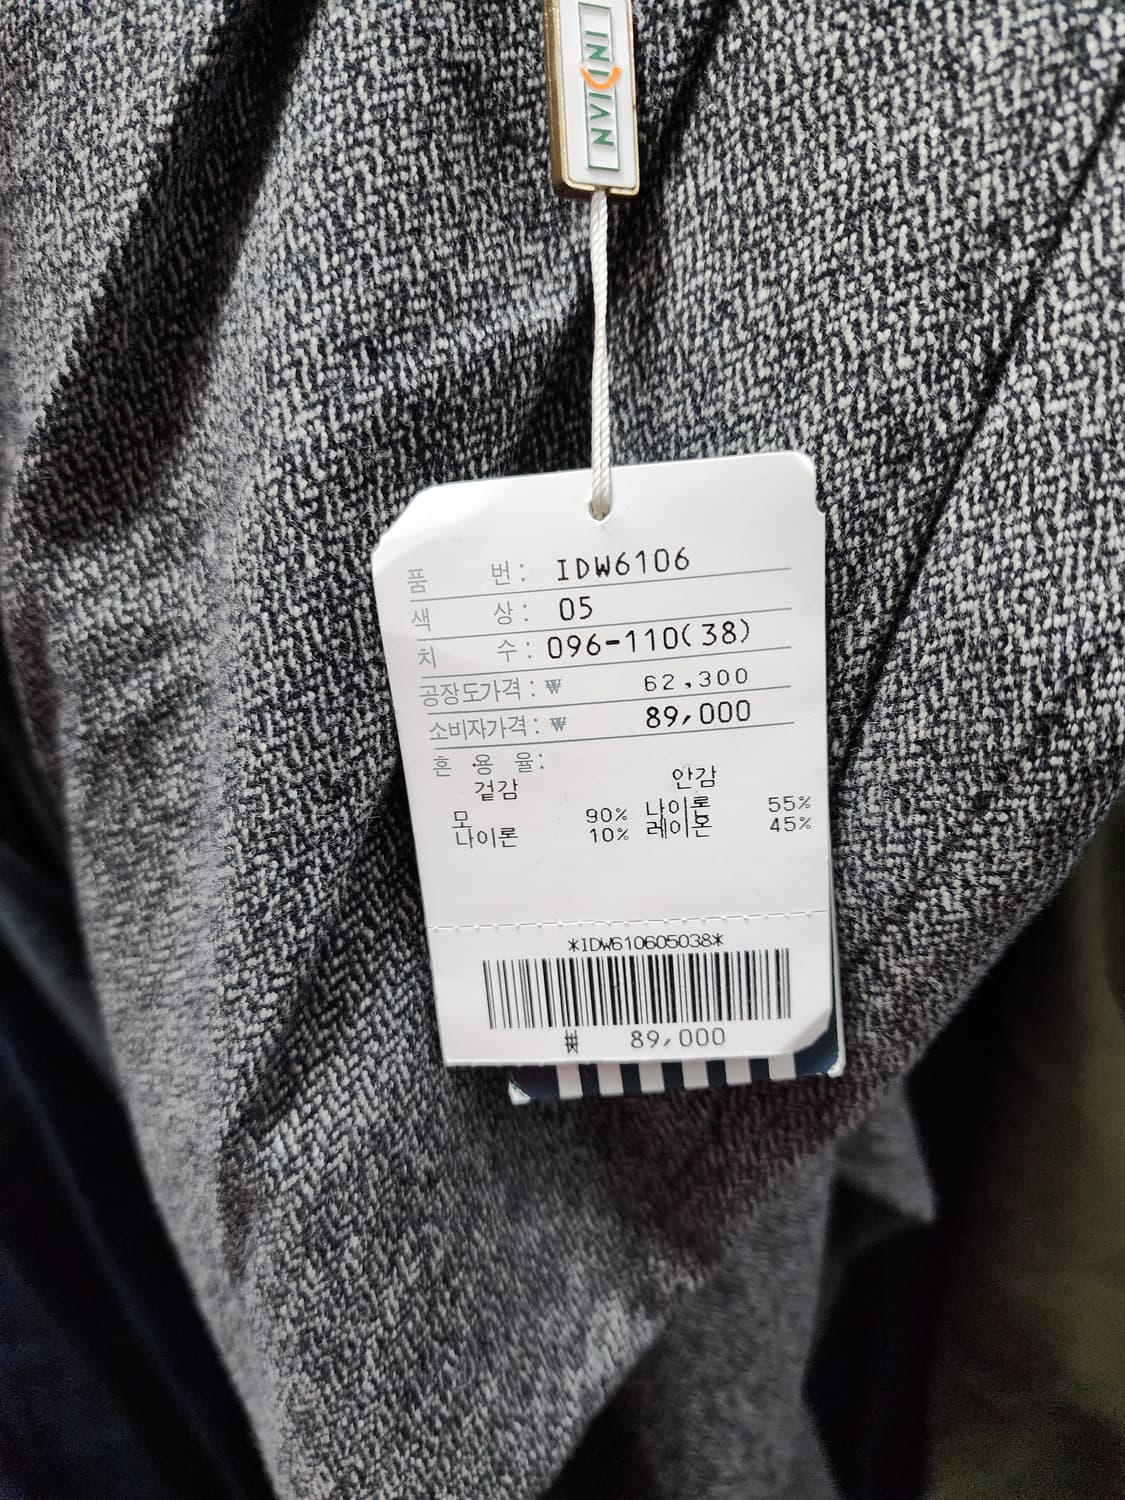 INDIAN
품 번: IDW6106
색 상: 05
치 수: 096-110(38)
공장도가격: ₩ 62,300
소비자가격: ₩ 89,000
혼 용 율:
겉감 안감
모 90% 나이론 55%
나이론 10% 레이온 45%
*IDW610605038*
₩ 89,000